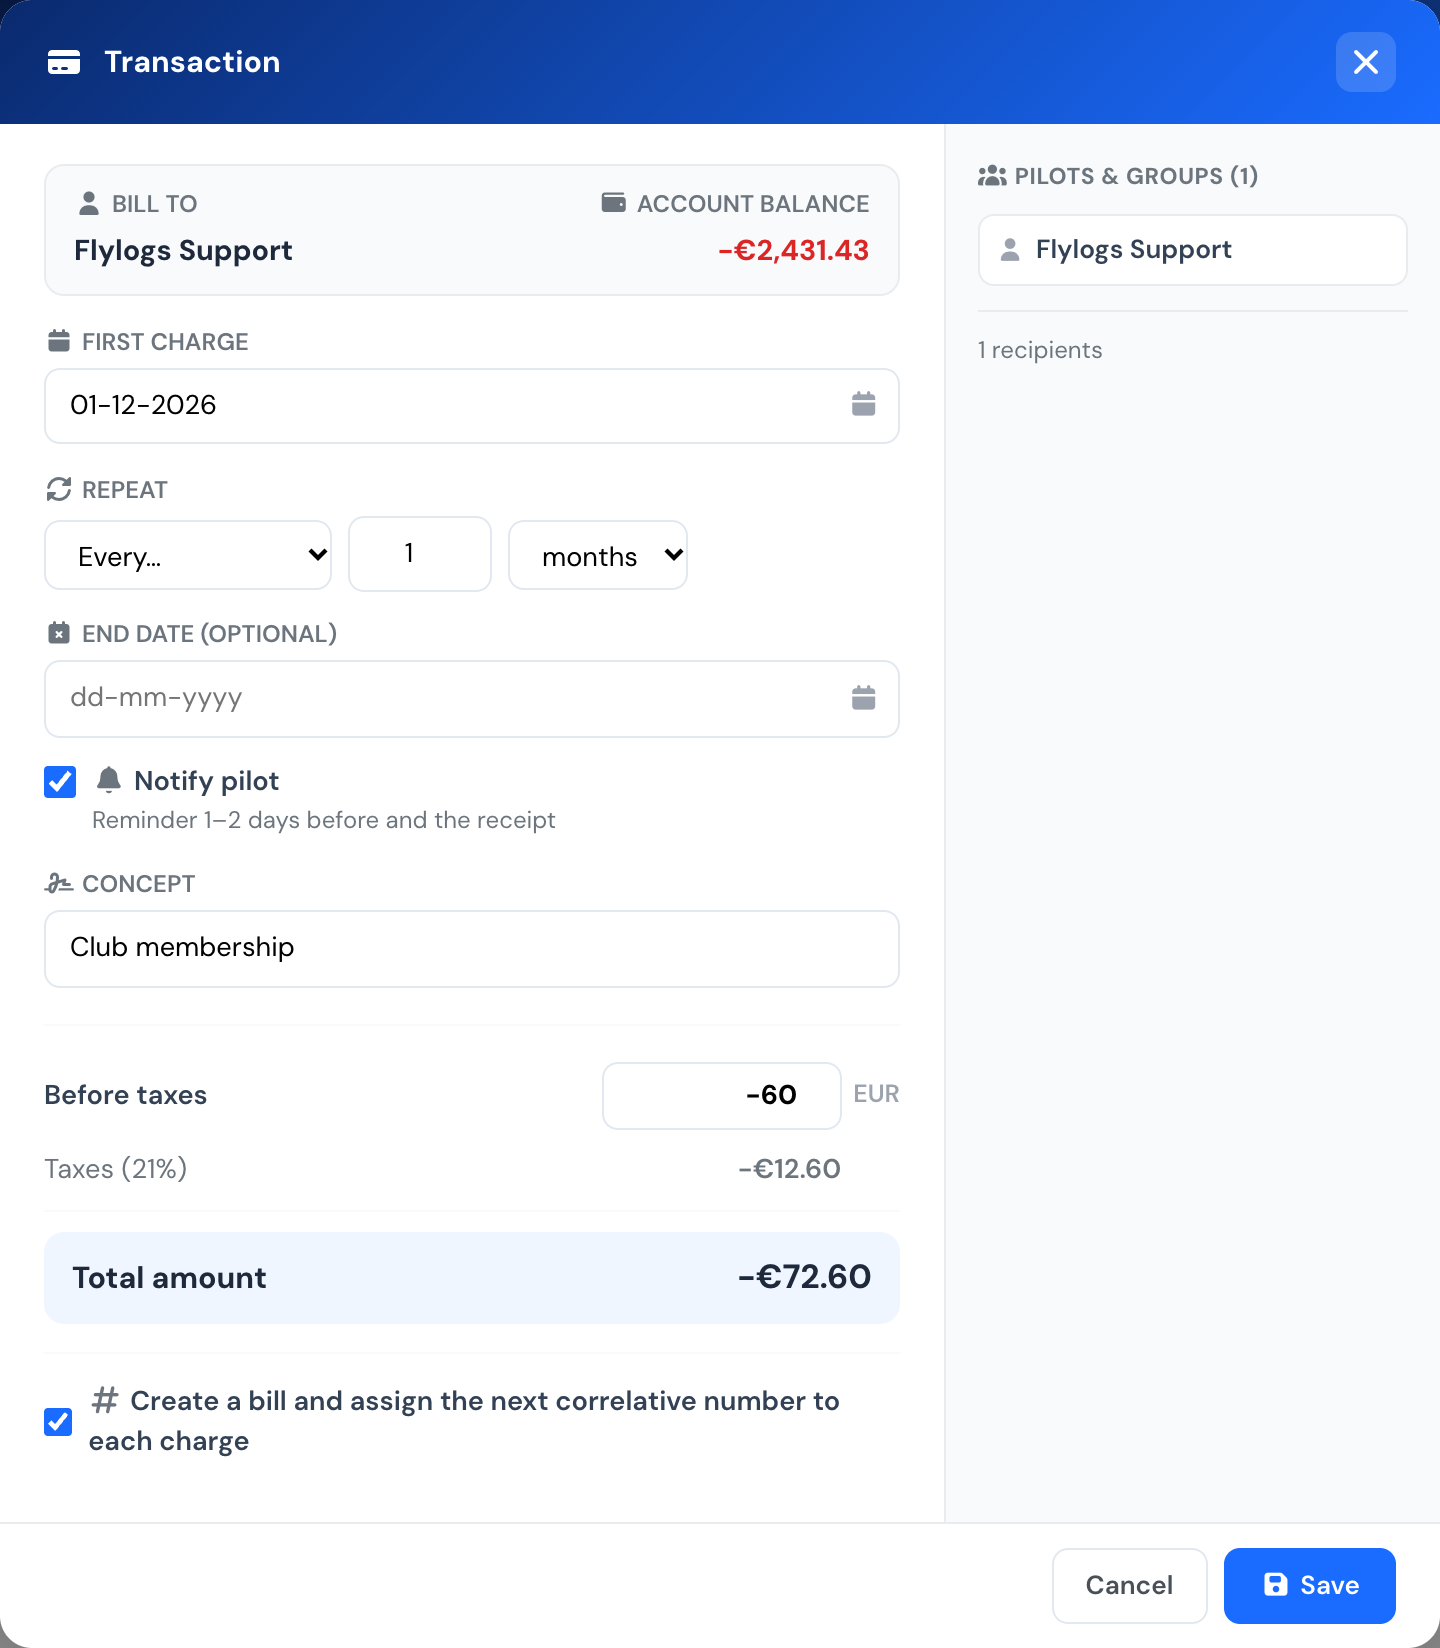 Transaction
BILL TO
ACCOUNT BALANCE
Flylogs Support
-€2,431.43
FIRST CHARGE
01-12-2026
REPEAT
Every...
1
months
END DATE (OPTIONAL)
dd-mm-yyyy
Notify pilot
Reminder 1–2 days before and the receipt
CONCEPT
Club membership
Before taxes
-60
EUR
Taxes (21%)
-€12.60
Total amount
-€72.60
# Create a bill and assign the next correlative number to
each charge
PILOTS & GROUPS (1)
Flylogs Support
1 recipients
Cancel
Save